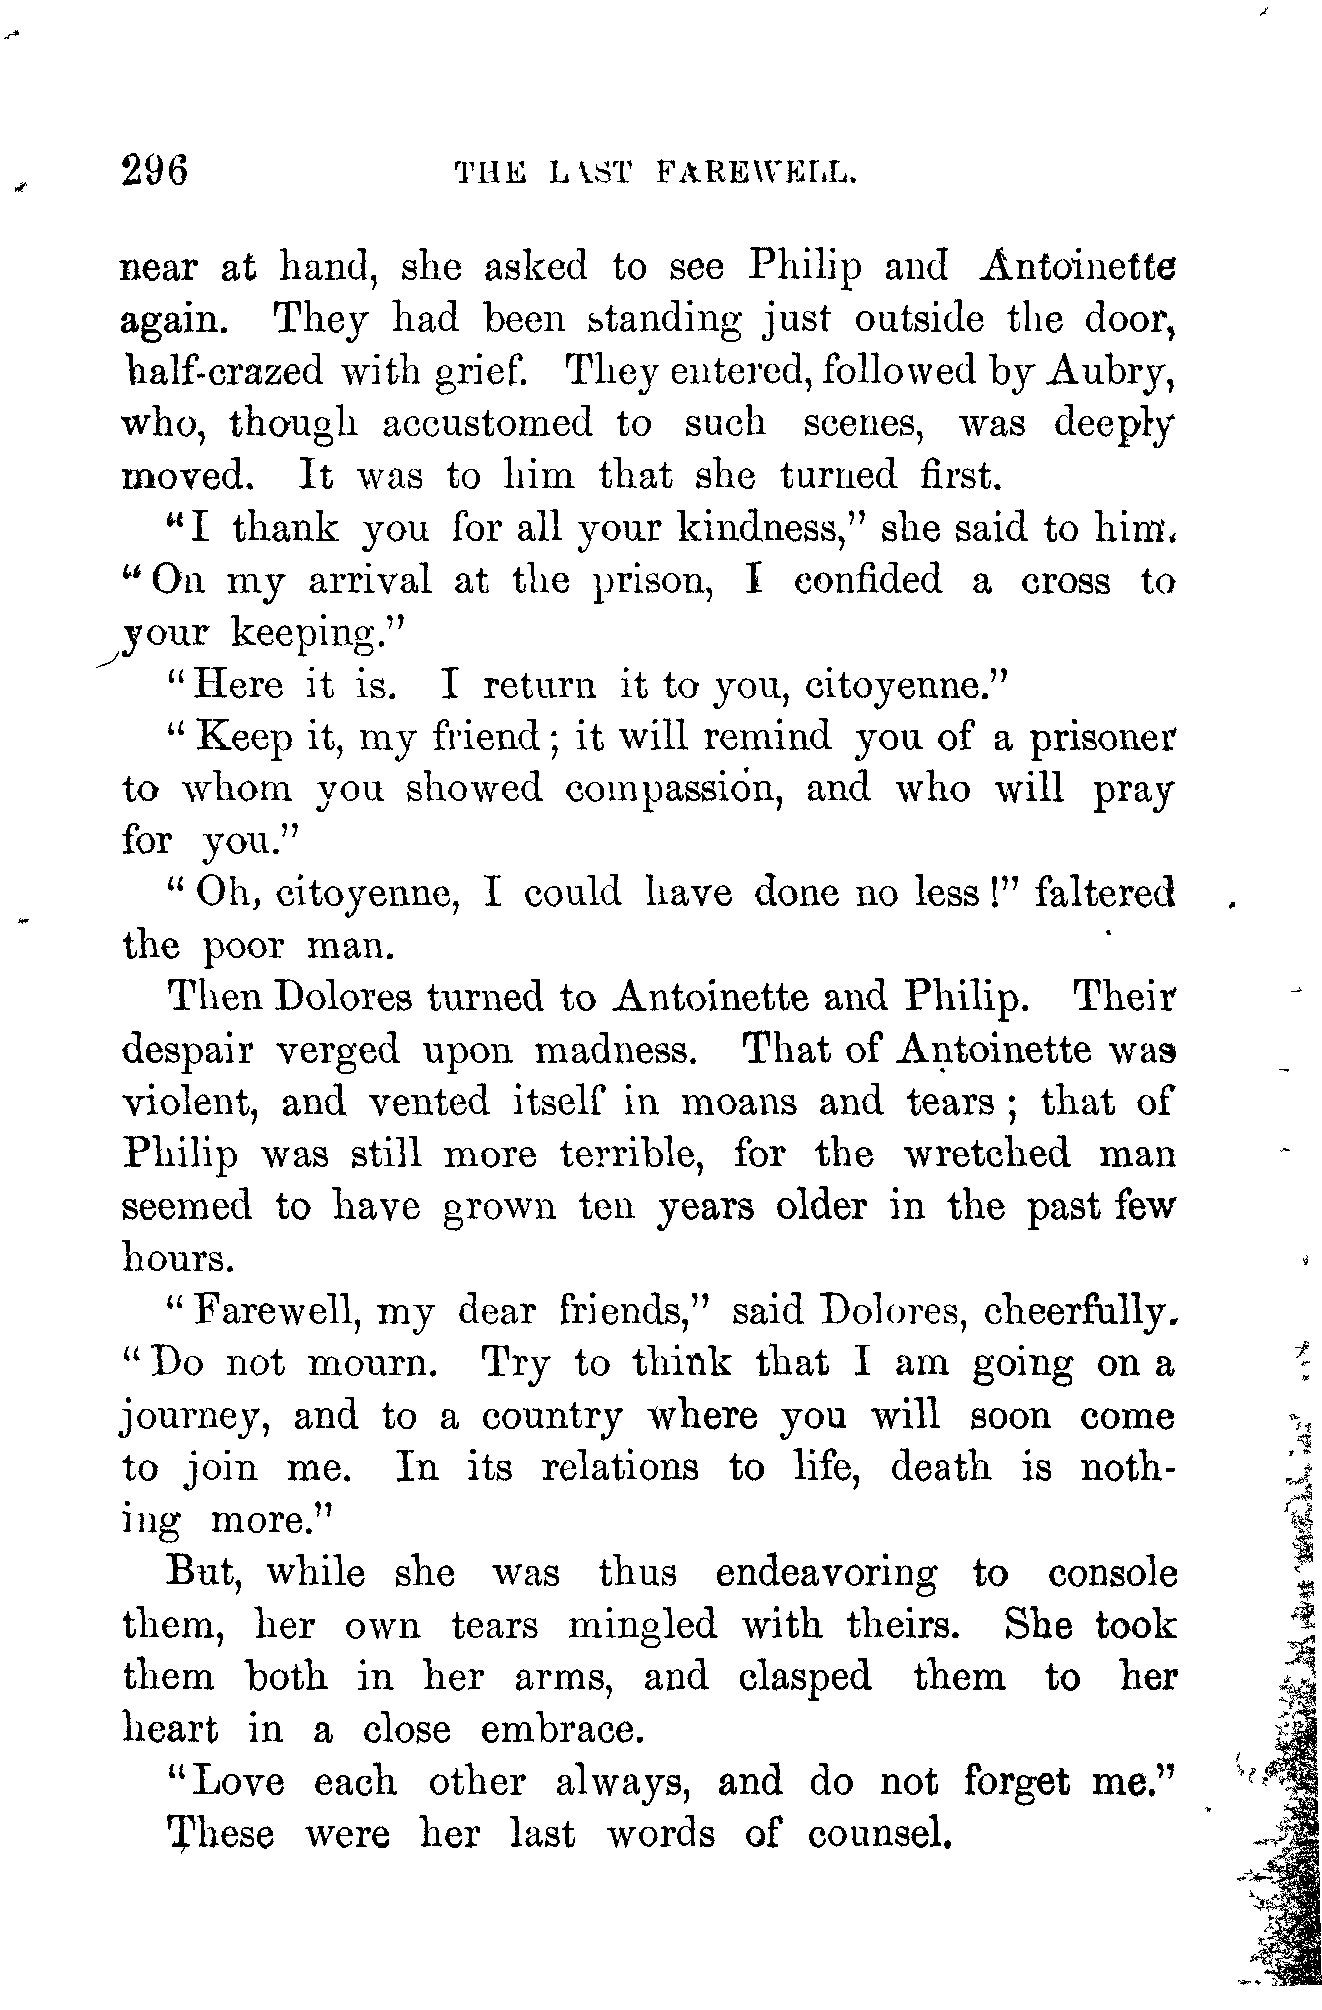 296 THE LAST FAREWELL.
near at hand, she asked to see Philip and Antoinette
again. They had been standing just outside the door,
half-crazed with grief. They entered, followed by Aubry,
who, though accustomed to such scenes, was deeply
moved. It was to him that she turned first.
"I thank you for all your kindness," she said to him.
"On my arrival at the prison, I confided a cross to
your keeping."
"Here it is. I return it to you, citoyenne."
"Keep it, my friend; it will remind you of a prisoner
to whom you showed compassion, and who will pray
for you."
"Oh, citoyenne, I could have done no less!" faltered
the poor man.
Then Dolores turned to Antoinette and Philip. Their
despair verged upon madness. That of Antoinette was
violent, and vented itself in moans and tears; that of
Philip was still more terrible, for the wretched man
seemed to have grown ten years older in the past few
hours.
"Farewell, my dear friends," said Dolores, cheerfully.
"Do not mourn. Try to think that I am going on a
journey, and to a country where you will soon come
to join me. In its relations to life, death is noth-
ing more."
But, while she was thus endeavoring to console
them, her own tears mingled with theirs. She took
them both in her arms, and clasped them to her
heart in a close embrace.
"Love each other always, and do not forget me."
These were her last words of counsel.